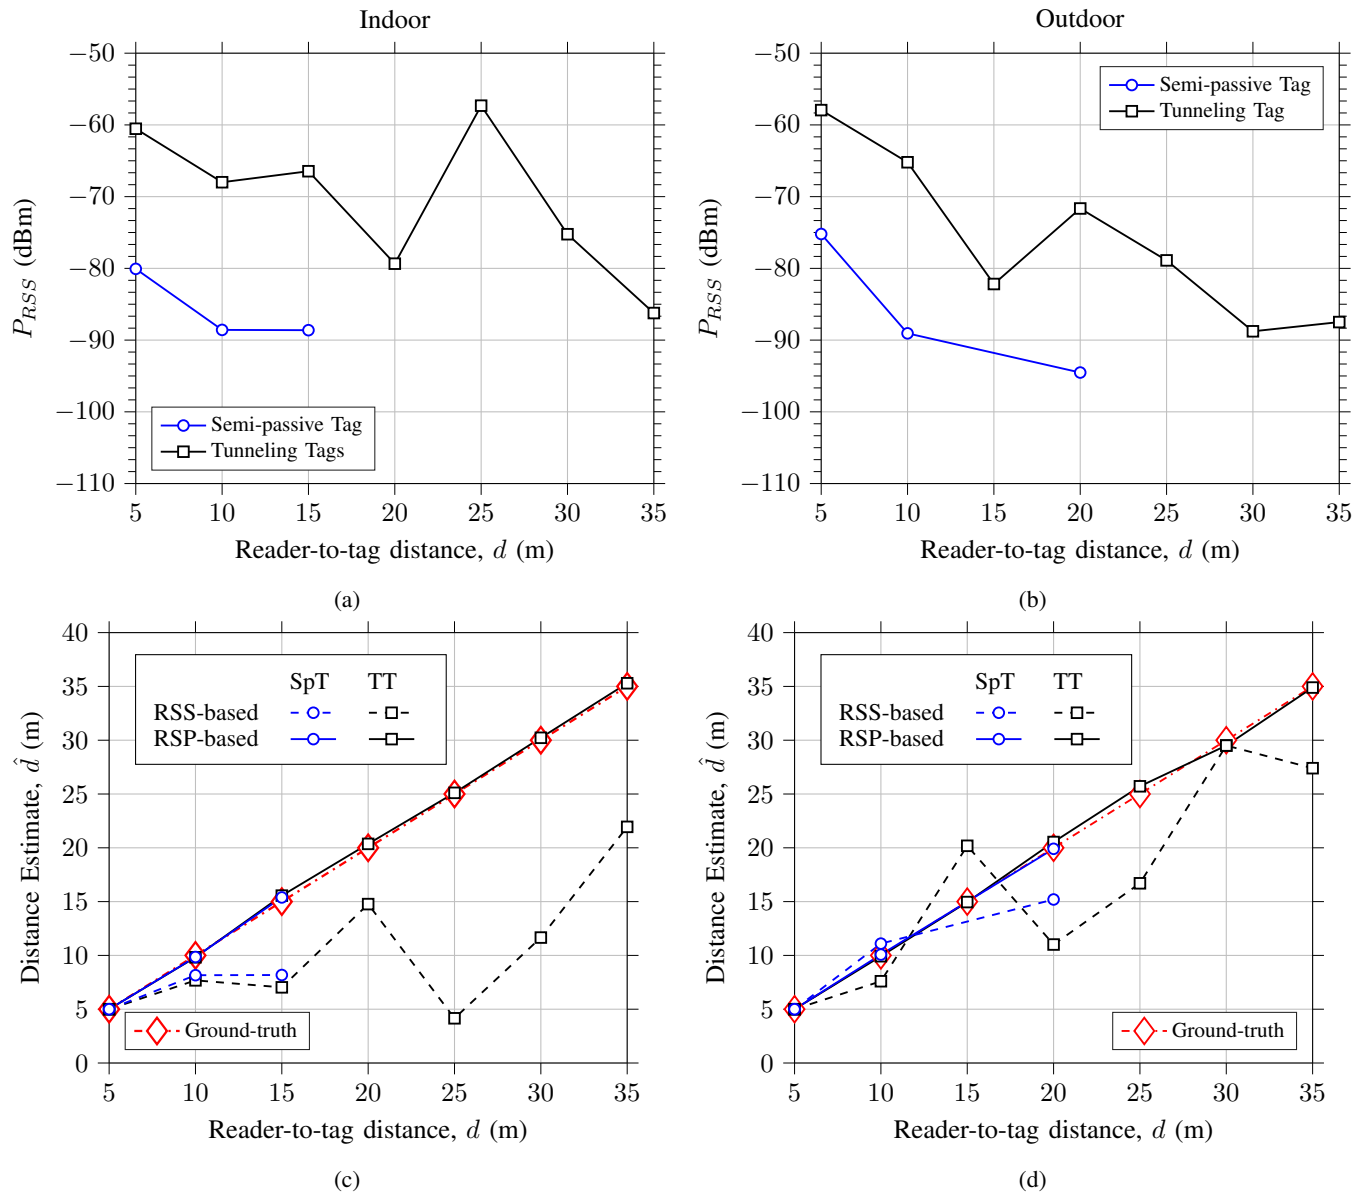 Indoor
−50
−60
−70
−80
−90
−100
−110
P_RSS (dBm)
Semi-passive Tag
Tunneling Tags
5 10 15 20 25 30 35
Reader-to-tag distance, d (m)
(a)
Outdoor
−50
−60
−70
−80
−90
−100
−110
P_RSS (dBm)
Semi-passive Tag
Tunneling Tag
5 10 15 20 25 30 35
Reader-to-tag distance, d (m)
(b)
40
35
30
25
20
15
10
5
0
Distance Estimate, d̂ (m)
SpT TT
RSS-based
RSP-based
Ground-truth
5 10 15 20 25 30 35
Reader-to-tag distance, d (m)
(c)
40
35
30
25
20
15
10
5
0
Distance Estimate, d̂ (m)
SpT TT
RSS-based
RSP-based
Ground-truth
5 10 15 20 25 30 35
Reader-to-tag distance, d (m)
(d)